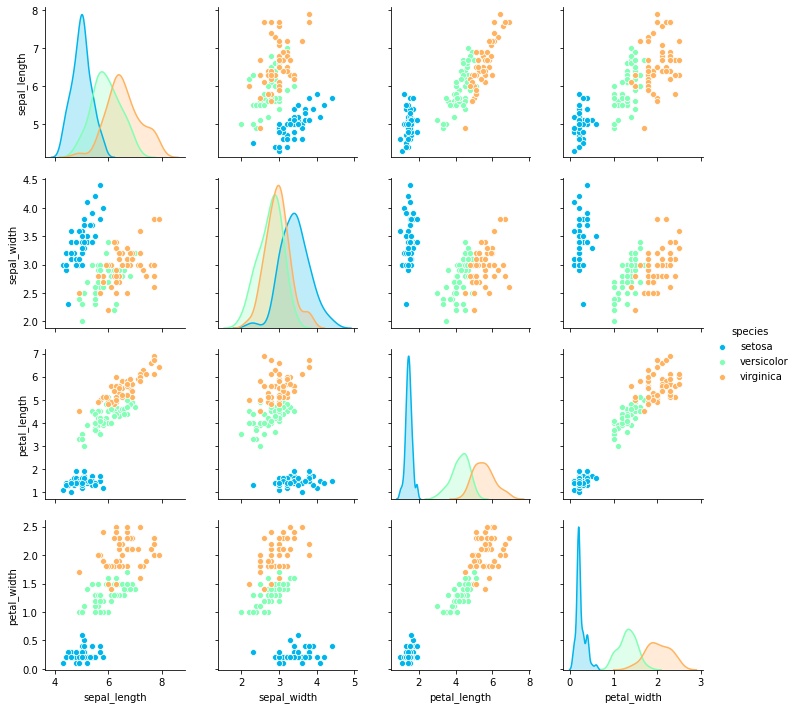 sepal_length
8
7
6
5
sepal_width
4.5
4.0
3.5
3.0
2.5
2.0
species
setosa
versicolor
virginica
petal_length
7
6
5
4
3
2
1
petal_width
2.5
2.0
1.5
1.0
0.5
0.0
4 6 8
2 3 4 5
2 4 6 8
0 1 2 3
sepal_length sepal_width petal_length petal_width